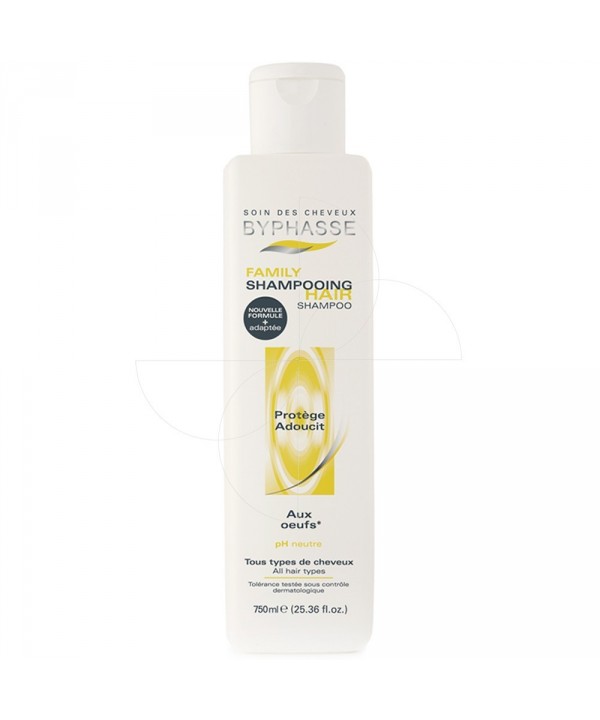 SOIN DES CHEVEUX
BYPHASSE
FAMILY
SHAMPOOING
HAIR
SHAMPOO
NOUVELLE
FORMULE
+
adaptée
Protège
Adoucit
Aux
oeufs*
pH neutre
Tous types de cheveux
All hair types
Tolérance testée sous contrôle
dermatologique
750ml℮ (25.36 fl.oz.)